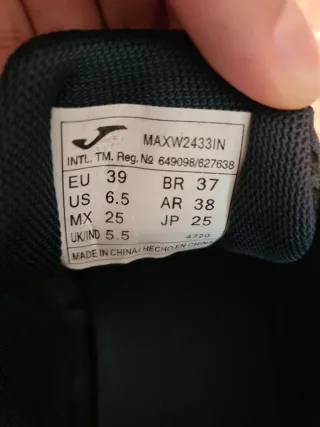 MAXW2433IN
INTL. TM. Reg. № 649098/627638
EU 39 BR 37
US 6.5 AR 38
MX 25 JP 25
UK/IND 5.5 4720
MADE IN CHINA/HECHO EN CHINA